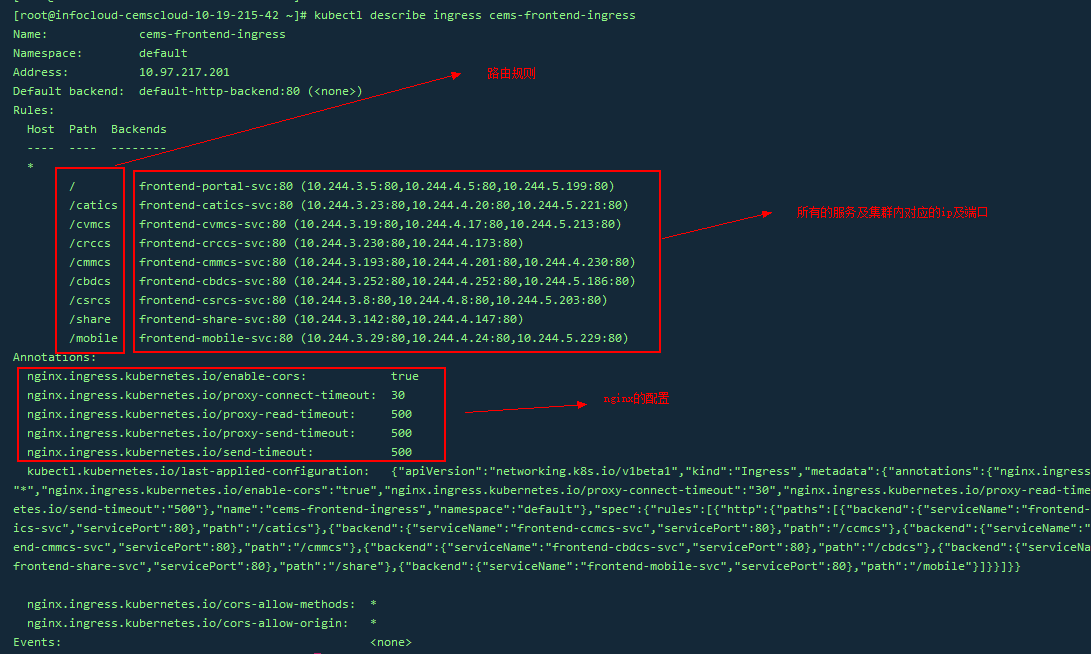 [root@infocloud-cemscloud-10-19-215-42 ~]# kubectl describe ingress cems-frontend-ingress
Name: cems-frontend-ingress
Namespace: default
Address: 10.97.217.201
路由规则
Default backend: default-http-backend:80 (<none>)
Rules:
Host Path Backends
---- ---- --------
*
/ frontend-portal-svc:80 (10.244.3.5:80,10.244.4.5:80,10.244.5.199:80)
/catics frontend-catics-svc:80 (10.244.3.23:80,10.244.4.20:80,10.244.5.221:80)
所有的服务及集群内对应的ip及端口
/cvmcs frontend-cvmcs-svc:80 (10.244.3.19:80,10.244.4.17:80,10.244.5.213:80)
/crccs frontend-crccs-svc:80 (10.244.3.230:80,10.244.4.173:80)
/cmmcs frontend-cmmcs-svc:80 (10.244.3.193:80,10.244.4.201:80,10.244.4.230:80)
/cbdcs frontend-cbdcs-svc:80 (10.244.3.252:80,10.244.4.252:80,10.244.5.186:80)
/csrcs frontend-csrcs-svc:80 (10.244.3.8:80,10.244.4.8:80,10.244.5.203:80)
/share frontend-share-svc:80 (10.244.3.142:80,10.244.4.147:80)
/mobile frontend-mobile-svc:80 (10.244.3.29:80,10.244.4.24:80,10.244.5.229:80)
Annotations:
nginx.ingress.kubernetes.io/enable-cors: true
nginx.ingress.kubernetes.io/proxy-connect-timeout: 30
nginx的配置
nginx.ingress.kubernetes.io/proxy-read-timeout: 500
nginx.ingress.kubernetes.io/proxy-send-timeout: 500
nginx.ingress.kubernetes.io/send-timeout: 500
kubectl.kubernetes.io/last-applied-configuration: {"apiVersion":"networking.k8s.io/v1beta1","kind":"Ingress","metadata":{"annotations":{"nginx.ingress
"*","nginx.ingress.kubernetes.io/enable-cors":"true","nginx.ingress.kubernetes.io/proxy-connect-timeout":"30","nginx.ingress.kubernetes.io/proxy-read-time
etes.io/send-timeout":"500"},"name":"cems-frontend-ingress","namespace":"default"},"spec":{"rules":[{"http":{"paths":[{"backend":{"serviceName":"frontend-
ics-svc","servicePort":80},"path":"/catics"},{"backend":{"serviceName":"frontend-ccmcs-svc","servicePort":80},"path":"/ccmcs"},{"backend":{"serviceName":"
end-cmmcs-svc","servicePort":80},"path":"/cmmcs"},{"backend":{"serviceName":"frontend-cbdcs-svc","servicePort":80},"path":"/cbdcs"},{"backend":{"serviceNa
frontend-share-svc","servicePort":80},"path":"/share"},{"backend":{"serviceName":"frontend-mobile-svc","servicePort":80},"path":"/mobile"}]}}]}}
nginx.ingress.kubernetes.io/cors-allow-methods: *
nginx.ingress.kubernetes.io/cors-allow-origin: *
Events: <none>